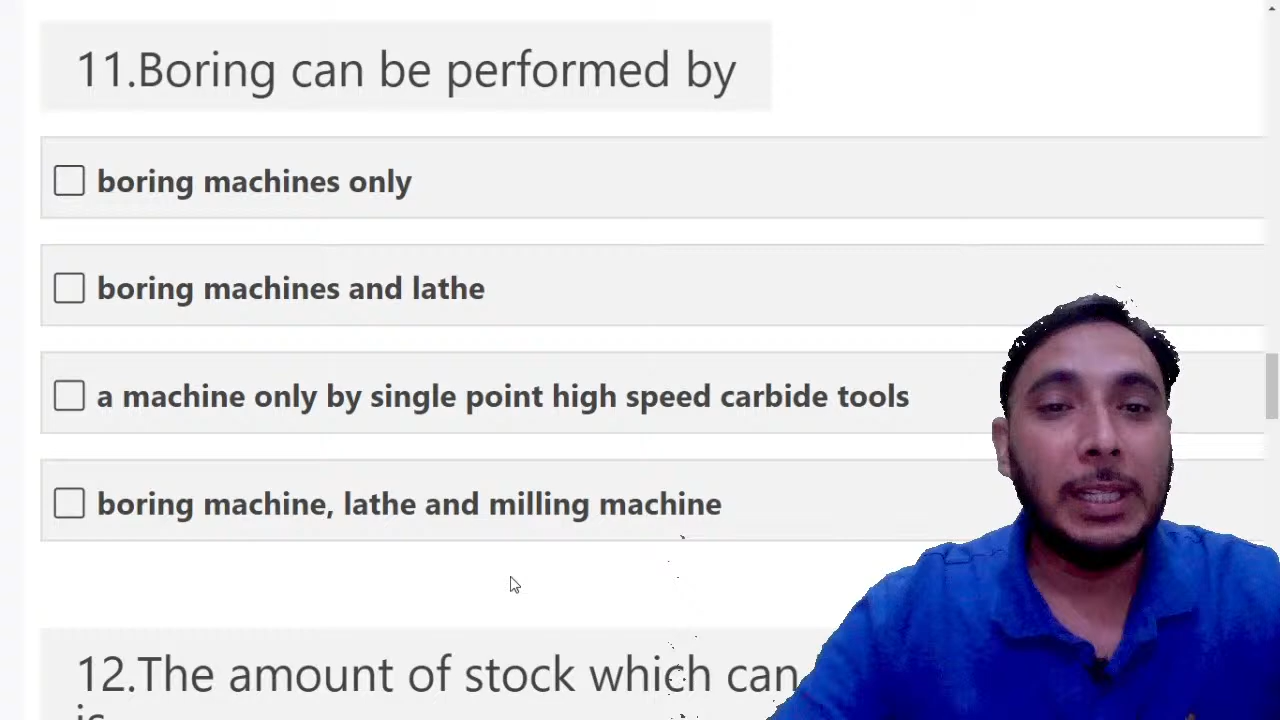 11.Boring can be performed by
boring machines only
boring machines and lathe
a machine only by single point high speed carbide tools
boring machine, lathe and milling machine
12.The amount of stock which can
is